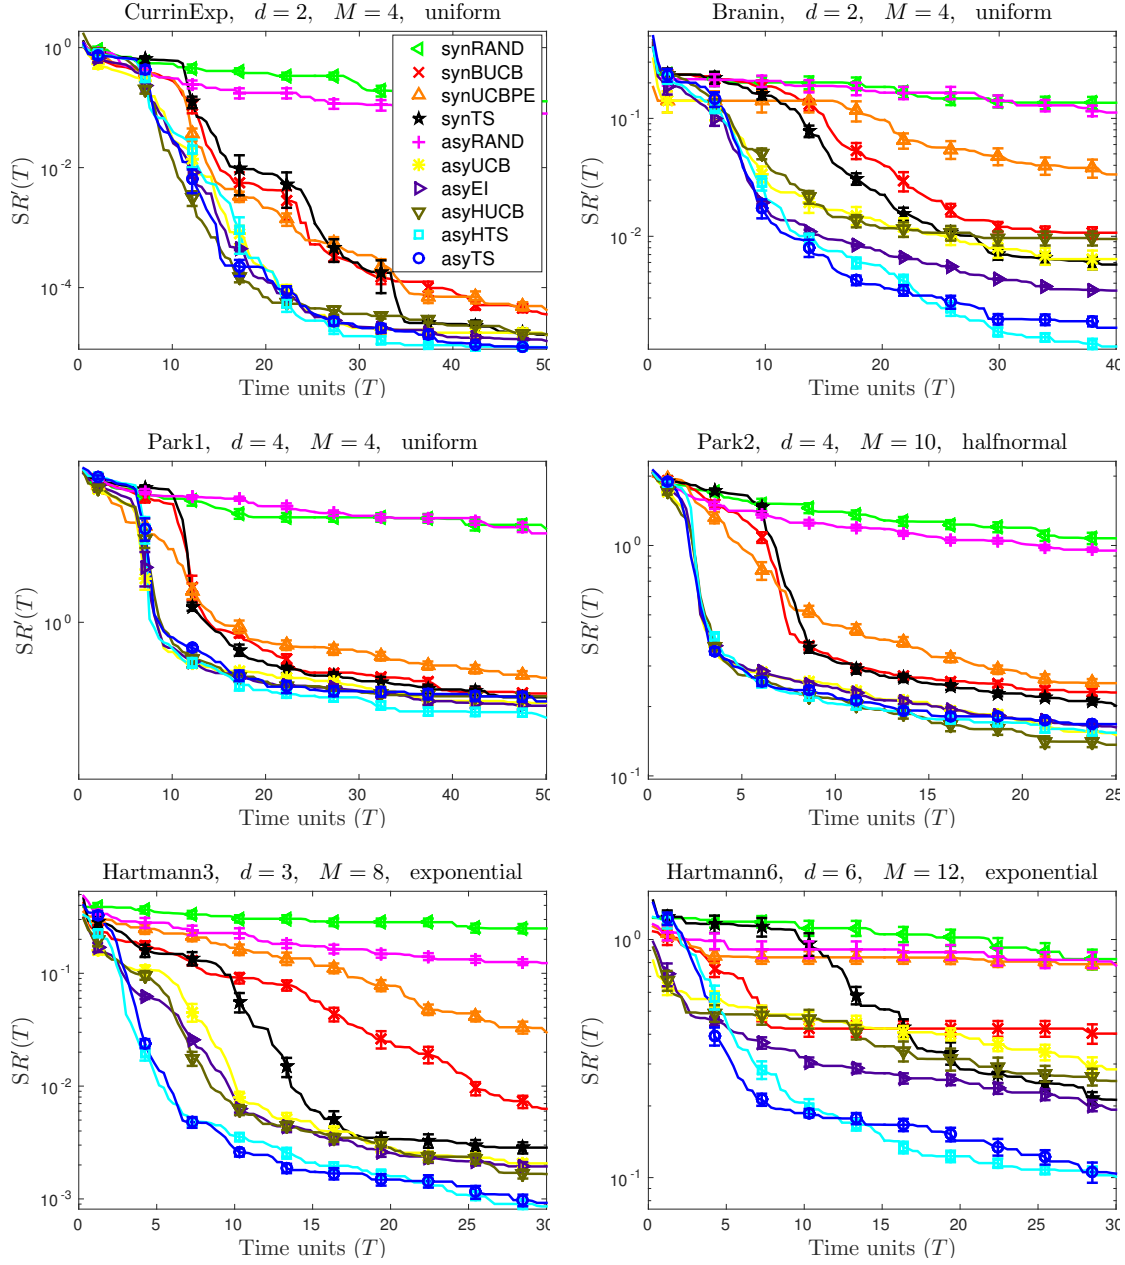 CurrinExp, d = 2, M = 4, uniform
SR′(T)
10^0
10^-2
10^-4
0 10 20 30 40 50
Time units (T)
synRAND
synBUCB
synUCBPE
synTS
asyRAND
asyUCB
asyEI
asyHUCB
asyHTS
asyTS
Branin, d = 2, M = 4, uniform
SR′(T)
10^-1
10^-2
0 10 20 30 40
Time units (T)
Park1, d = 4, M = 4, uniform
SR′(T)
10^0
0 10 20 30 40 50
Time units (T)
Park2, d = 4, M = 10, halfnormal
SR′(T)
10^0
10^-1
0 5 10 15 20 25
Time units (T)
Hartmann3, d = 3, M = 8, exponential
SR′(T)
10^-1
10^-2
10^-3
0 5 10 15 20 25 30
Time units (T)
Hartmann6, d = 6, M = 12, exponential
SR′(T)
10^0
10^-1
0 5 10 15 20 25 30
Time units (T)